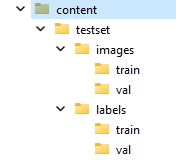 content
testset
images
train
val
labels
train
val